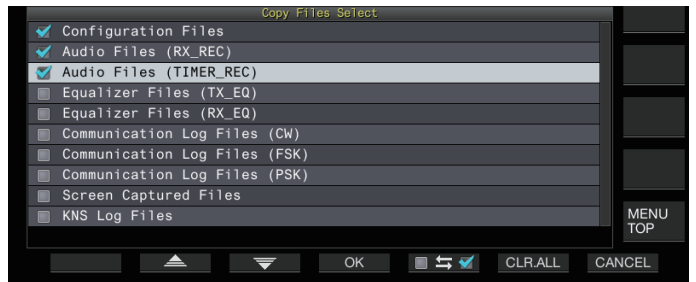 Copy Files Select
Configuration Files
Audio Files (RX_REC)
Audio Files (TIMER_REC)
Equalizer Files (TX_EQ)
Equalizer Files (RX_EQ)
Communication Log Files (CW)
Communication Log Files (FSK)
Communication Log Files (PSK)
Screen Captured Files
KNS Log Files
MENU
TOP
OK
CLR.ALL
CANCEL